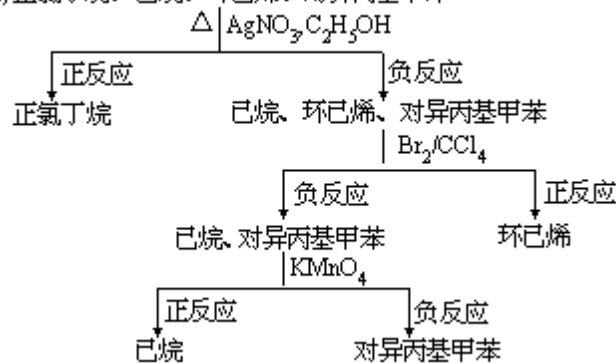 △ AgNO₃,C₂H₅OH
正反应 负反应
正氯丁烷 已烷、环已烯、对异丙基甲苯
Br₂/CCl₄
负反应 正反应
已烷、对异丙基甲苯 环已烯
KMnO₄
正反应 负反应
已烷 对异丙基甲苯